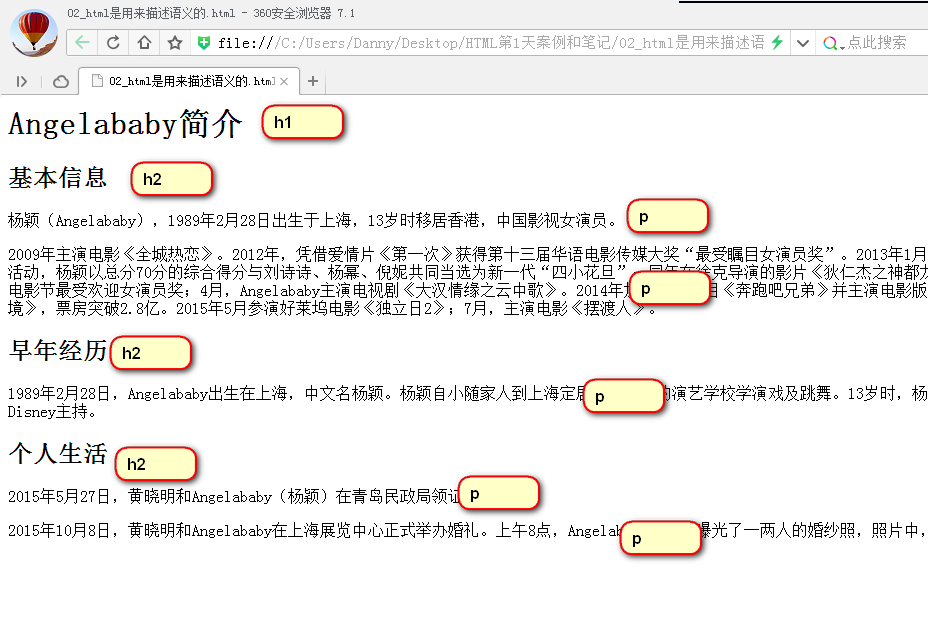 02_html是用来描述语义的.html - 360安全浏览器 7.1
file:///C:/Users/Danny/Desktop/HTML第1天案例和笔记/02_html是用来描述语 点此搜索
02_html是用来描述语义的.html
Angelababy简介 h1
基本信息 h2
杨颖（Angelababy），1989年2月28日出生于上海，13岁时移居香港，中国影视女演员。 p
2009年主演电影《全城热恋》。2012年，凭借爱情片《第一次》获得第十三届华语电影传媒大奖“最受瞩目女演员奖”。2013年1月
活动，杨颖以总分70分的综合得分与刘诗诗、杨幂、倪妮共同当选为新一代“四小花旦”，同年在徐克导演的影片《狄仁杰之神都
电影节最受欢迎女演员奖；4月，Angelababy主演电视剧《大汉情缘之云中歌》。2014年 p 目《奔跑吧兄弟》并主演电影版
境》，票房突破2.8亿。2015年5月参演好莱坞电影《独立日2》；7月，主演电影《摆渡人》。
早年经历 h2
1989年2月28日，Angelababy出生在上海，中文名杨颖。杨颖自小随家人到上海定居 p 的演艺学校学演戏及跳舞。13岁时，杨
Disney主持。
个人生活 h2
2015年5月27日，黄晓明和Angelababy（杨颖）在青岛民政局领证 p
2015年10月8日，黄晓明和Angelababy在上海展览中心正式举办婚礼。上午8点，Angelab p 曝光了一两人的婚纱照，照片中，